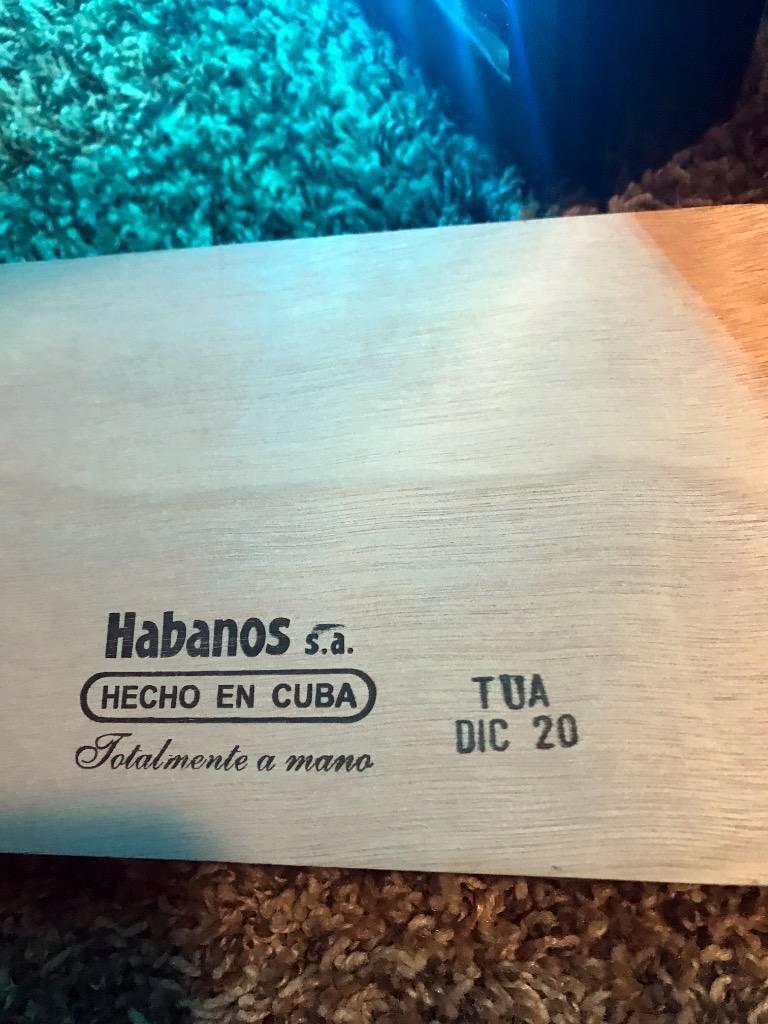 Habanos s.a.
HECHO EN CUBA
Totalmente a mano
TUA
DIC 20